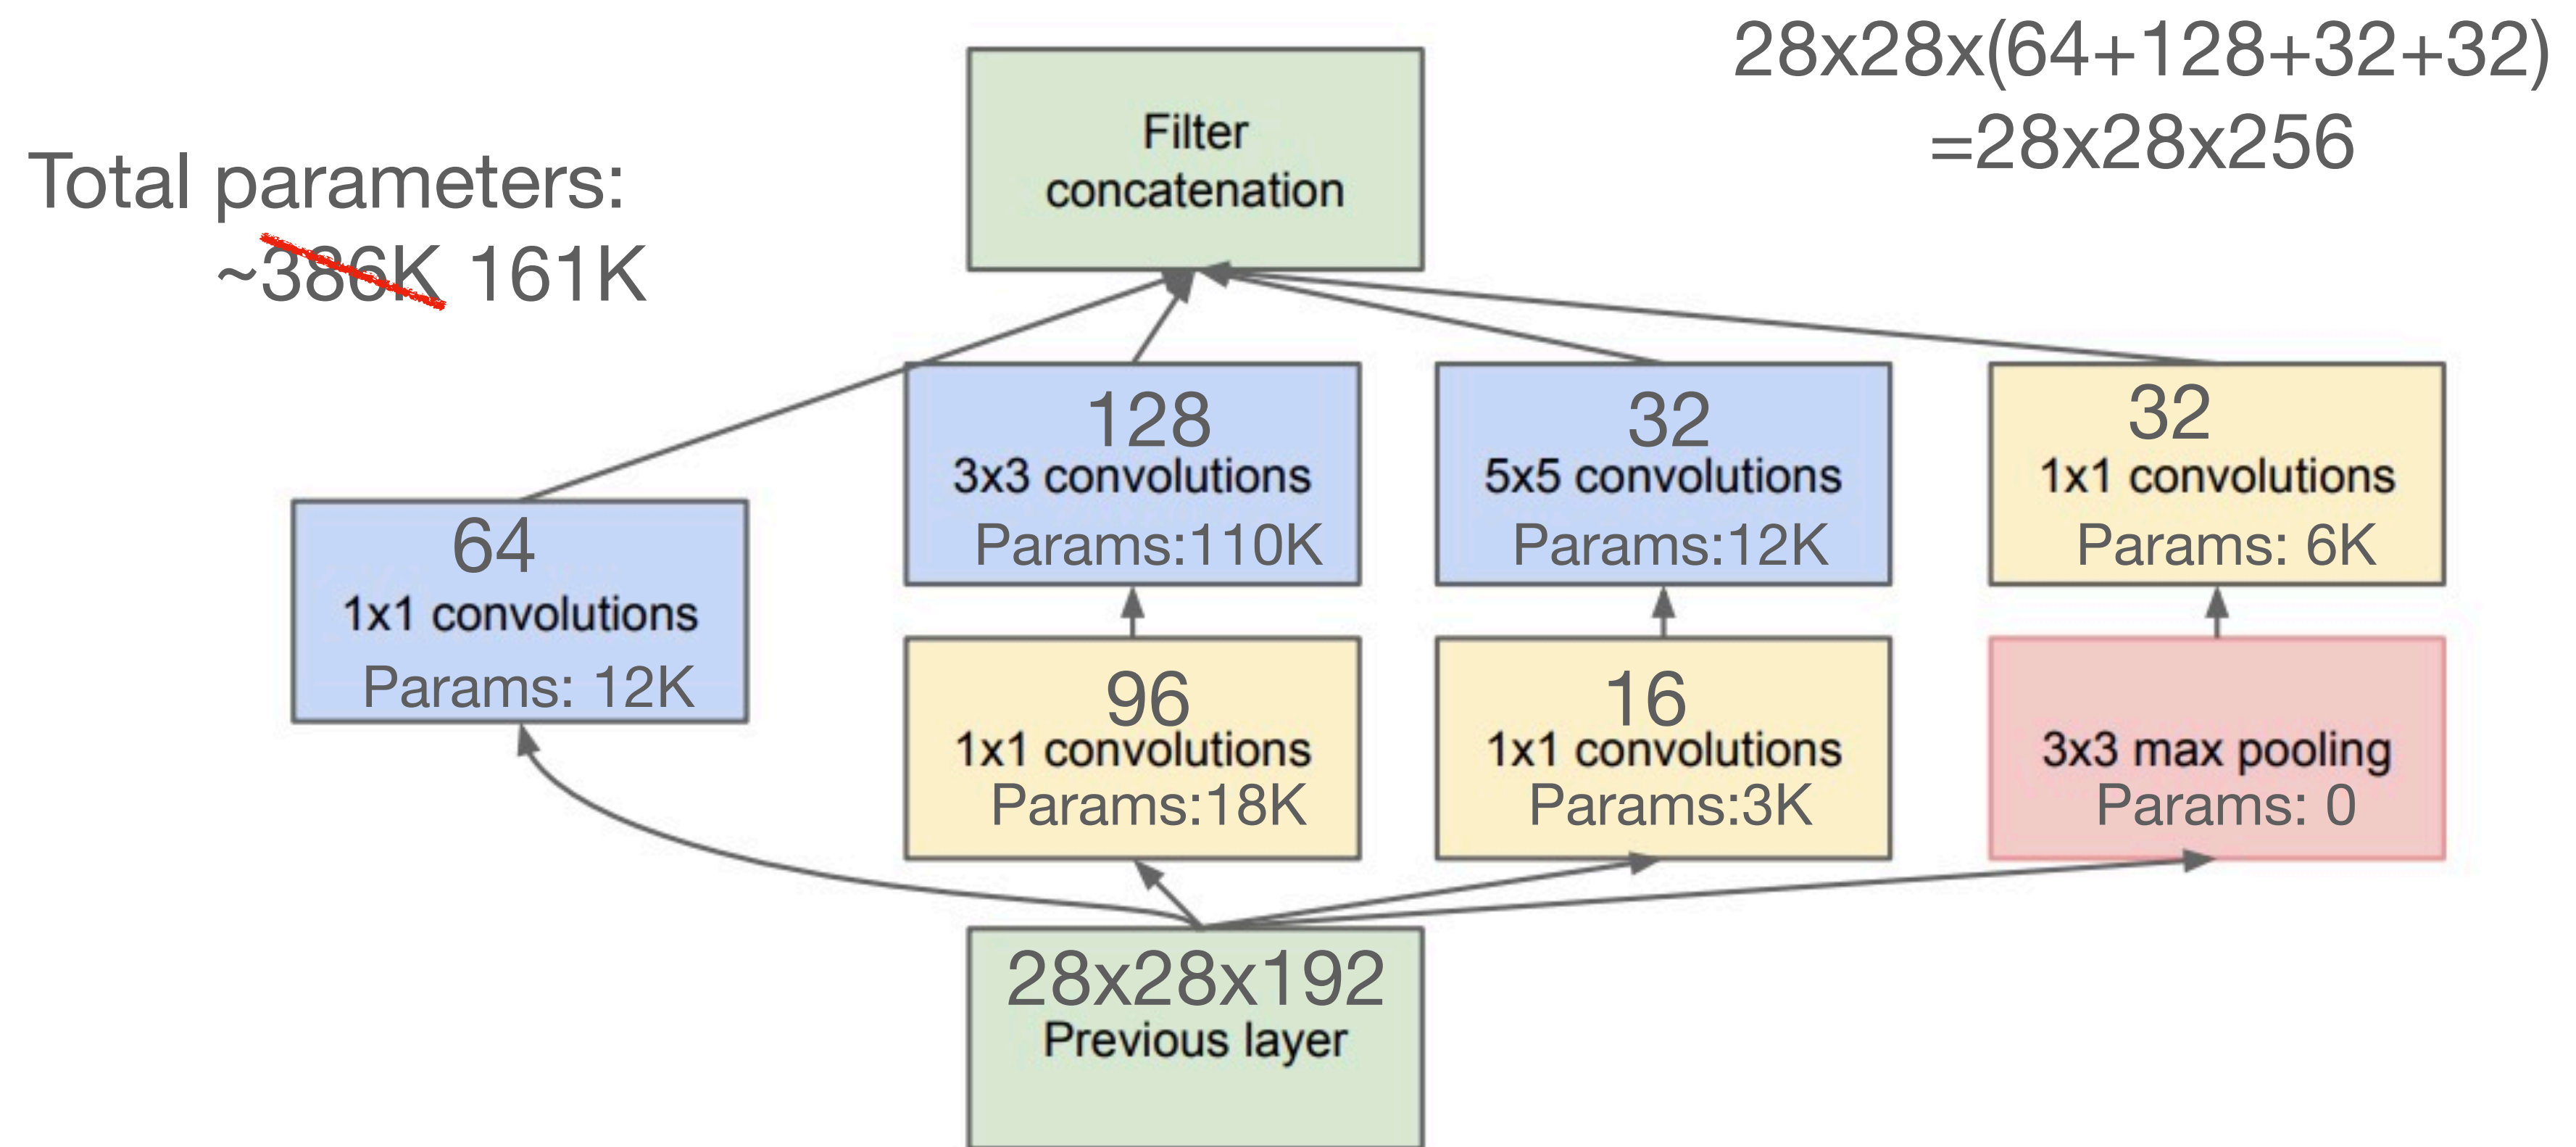 28x28x(64+128+32+32)
=28x28x256
Filter
concatenation
Total parameters:
~386K 161K
128
3x3 convolutions
Params:110K
32
5x5 convolutions
Params:12K
32
1x1 convolutions
Params: 6K
64
1x1 convolutions
Params: 12K
96
1x1 convolutions
Params:18K
16
1x1 convolutions
Params:3K
3x3 max pooling
Params: 0
28x28x192
Previous layer